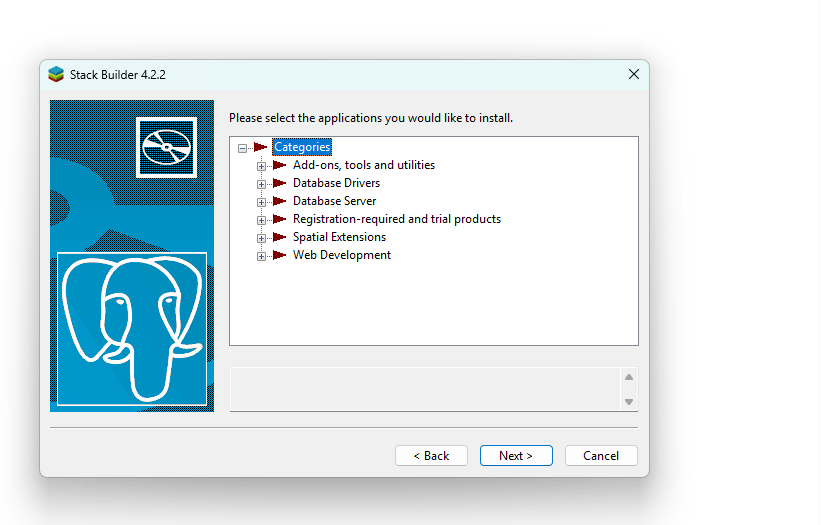 Stack Builder 4.2.2
Please select the applications you would like to install.
Categories
Add-ons, tools and utilities
Database Drivers
Database Server
Registration-required and trial products
Spatial Extensions
Web Development
< Back Next > Cancel